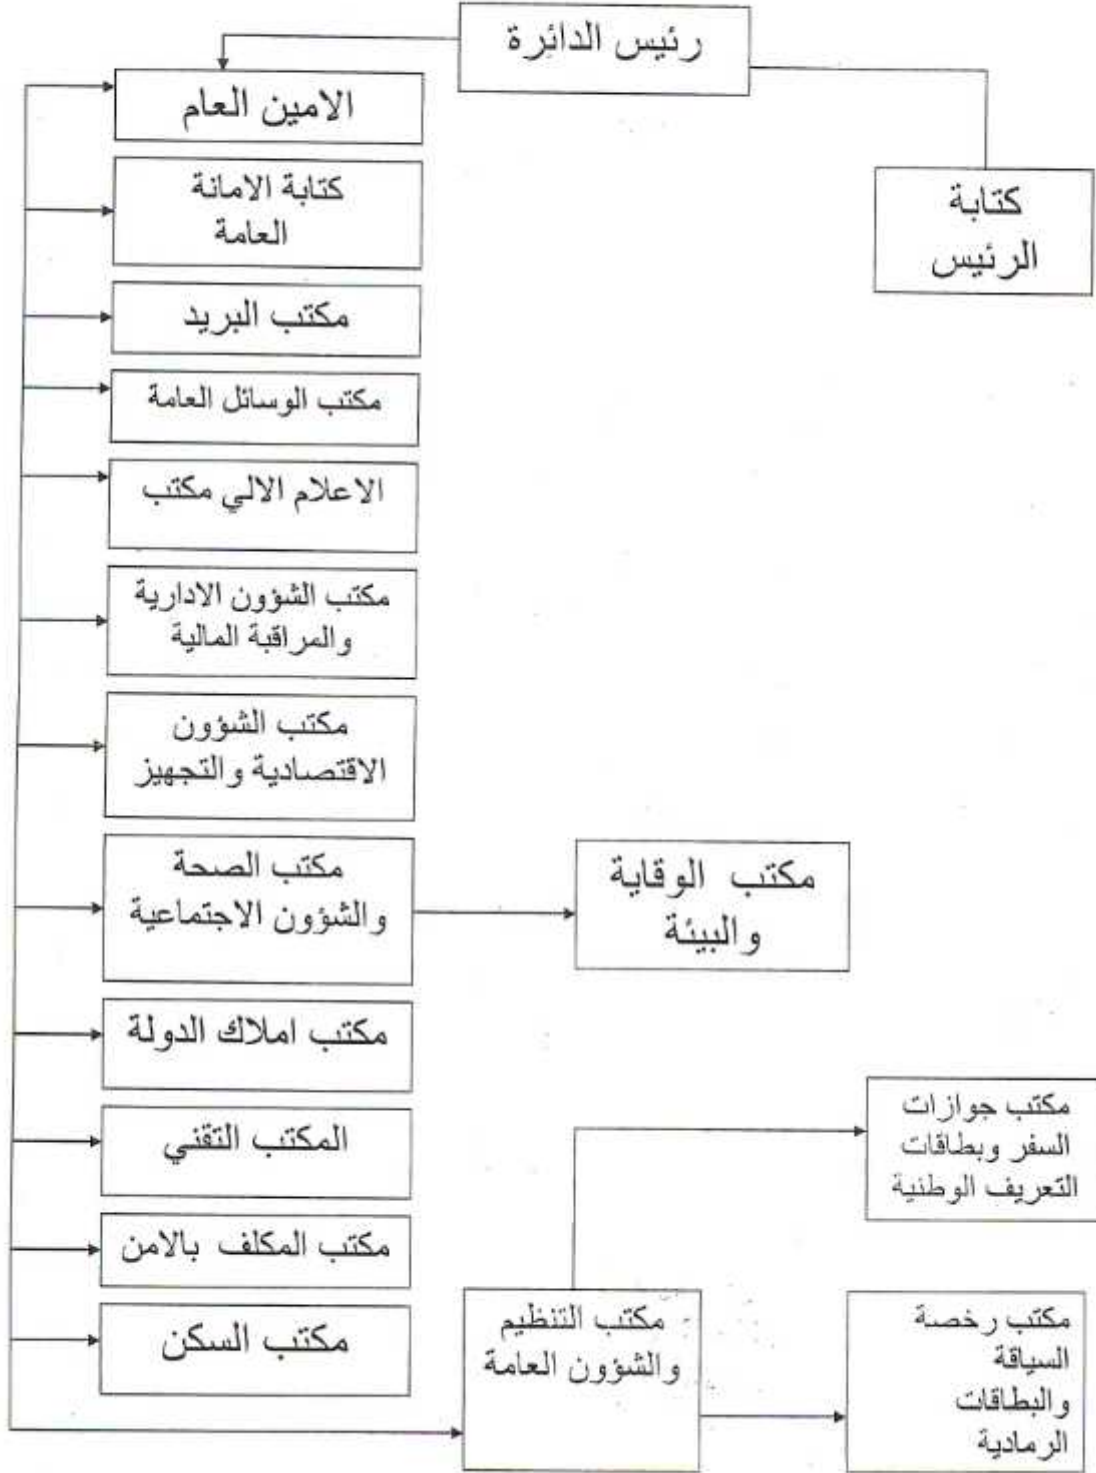 رئيس الدائرة
الامين العام
كتابة الامانة
العامة
كتابة
الرئيس
مكتب البريد
مكتب الوسائل العامة
الاعلام الالي مكتب
مكتب الشؤون الادارية
والمراقبة المالية
مكتب الشؤون
الاقتصادية والتجهيز
مكتب الصحة
والشؤون الاجتماعية
مكتب الوقاية
والبيئة
مكتب املاك الدولة
المكتب التقني
مكتب المكلف بالامن
مكتب السكن
مكتب التنظيم
والشؤون العامة
مكتب جوازات
السفر وبطاقات
التعريف الوطنية
مكتب رخصة
السياقة
والبطاقات
الرمادية